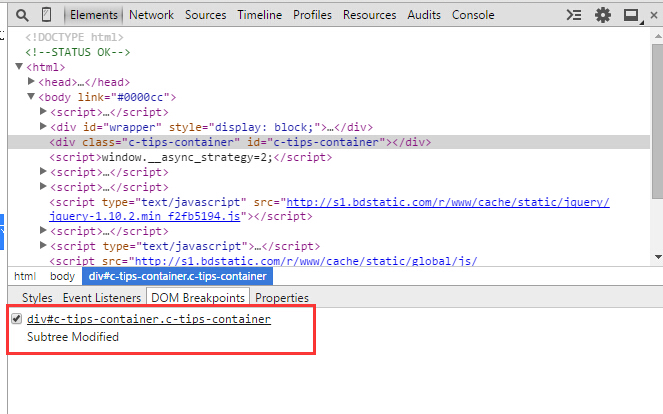 Elements Network Sources Timeline Profiles Resources Audits Console
<!DOCTYPE html>
<!--STATUS OK-->
<html>
<head>…</head>
<body link="#0000cc">
<script>…</script>
<div id="wrapper" style="display: block;">…</div>
<div class="c-tips-container" id="c-tips-container"></div>
<script>window.__async_strategy=2;</script>
<script>…</script>
<script>…</script>
<script type="text/javascript" src="http://s1.bdstatic.com/r/www/cache/static/jquery/
jquery-1.10.2.min_f2fb5194.js"></script>
<script>…</script>
<script type="text/javascript">…</script>
<script src="http://s1.bdstatic.com/r/www/cache/static/global/js/
html body div#c-tips-container.c-tips-container
Styles Event Listeners DOM Breakpoints Properties
div#c-tips-container.c-tips-container
Subtree Modified